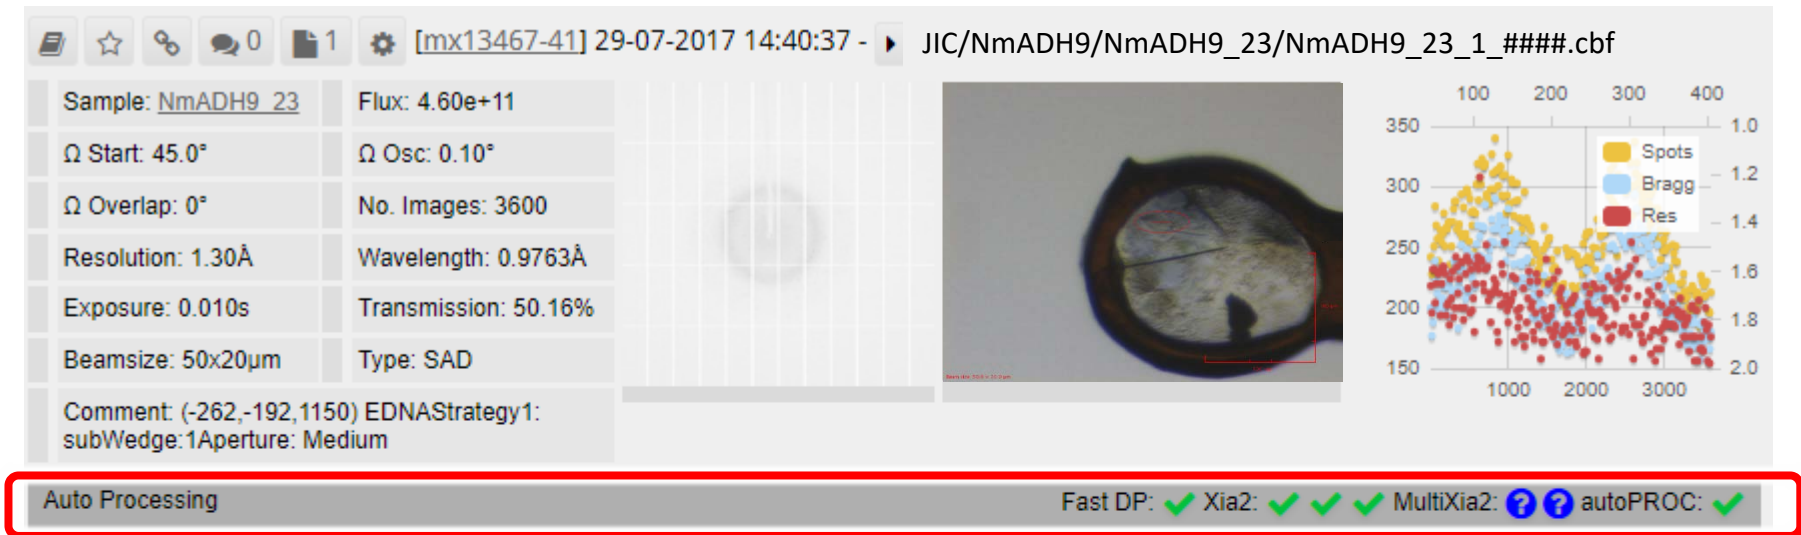 0 1 [mx13467-41] 29-07-2017 14:40:37 - JIC/NmADH9/NmADH9_23/NmADH9_23_1_####.cbf
Sample: NmADH9_23 Flux: 4.60e+11
Ω Start: 45.0° Ω Osc: 0.10°
Ω Overlap: 0° No. Images: 3600
Resolution: 1.30Å Wavelength: 0.9763Å
Exposure: 0.010s Transmission: 50.16%
Beamsize: 50x20µm Type: SAD
Comment: (-262,-192,1150) EDNAStrategy1:
subWedge:1Aperture: Medium
100 200 300 400
350 1.0
Spots
1.2
300 Bragg
Res
1.4
250
1.6
200 1.8
150 2.0
1000 2000 3000
Auto Processing Fast DP: Xia2: MultiXia2: ? ? autoPROC: